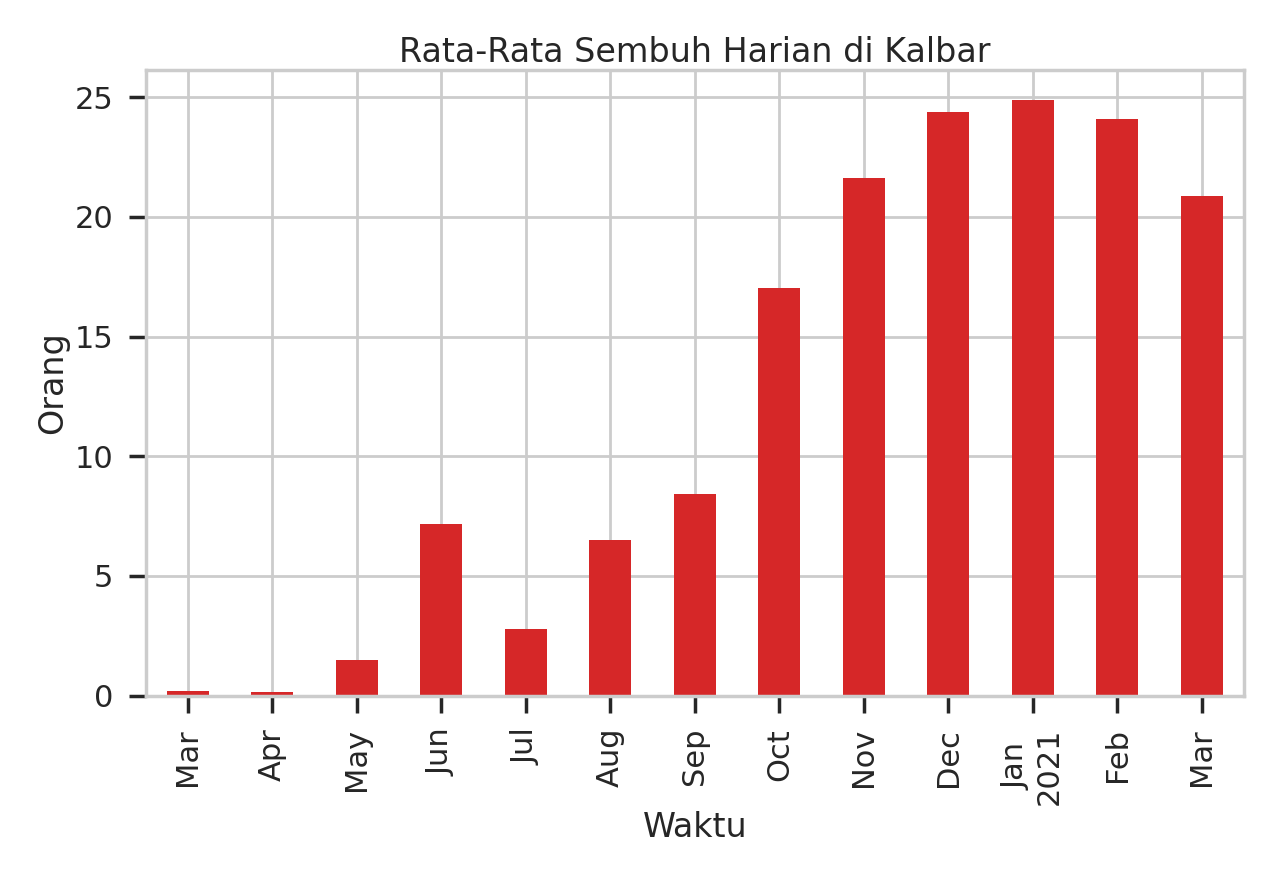 Rata-Rata Sembuh Harian di Kalbar
Orang
25
20
15
10
5
0
Mar
Apr
May
Jun
Jul
Aug
Sep
Oct
Nov
Dec
Jan
2021
Feb
Mar
Waktu